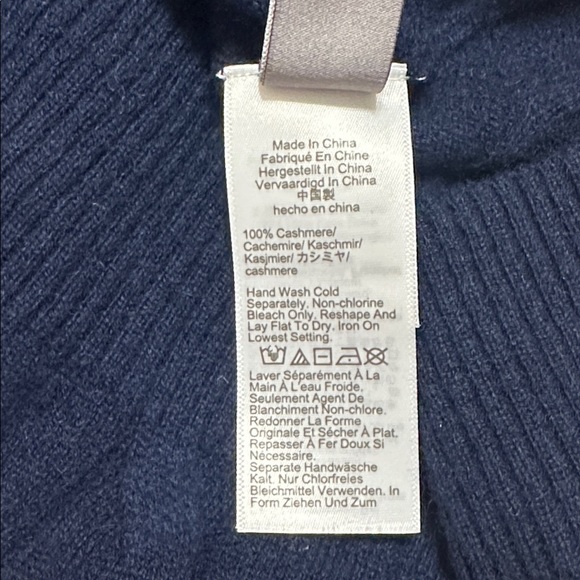 Made In China
Fabriqué En Chine
Hergestellt In China
Vervaardigd In China
中国製
hecho en china
100% Cashmere/
Cachemire/ Kaschmir/
Kasjmier/ カシミヤ/
cashmere
Hand Wash Cold
Separately. Non-chlorine
Bleach Only. Reshape And
Lay Flat To Dry. Iron On
Lowest Setting.
Laver Séparément À La
Main À L'eau Froide.
Seulement Agent De
Blanchiment Non-chlore.
Redonner La Forme
Originale Et Sécher À Plat.
Repasser À Fer Doux Si
Nécessaire.
Separate Handwäsche
Kalt. Nur Chlorfreies
Bleichmittel Verwenden. In
Form Ziehen Und Zum